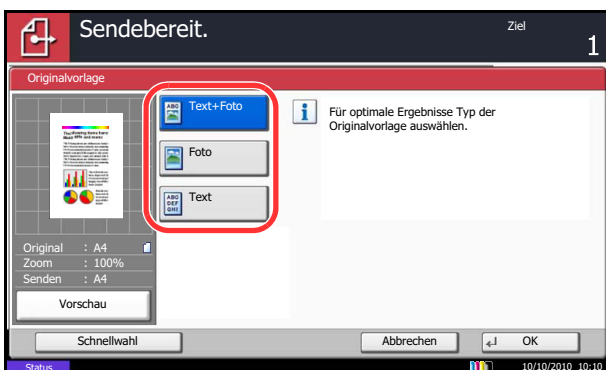 Sendebereit.
Ziel
1
Originalvorlage
Text+Foto
Foto
Text
Für optimale Ergebnisse Typ der
Originalvorlage auswählen.
Original : A4
Zoom : 100%
Senden : A4
Vorschau
Schnellwahl
Abbrechen
OK
Status
10/10/2010 10:10